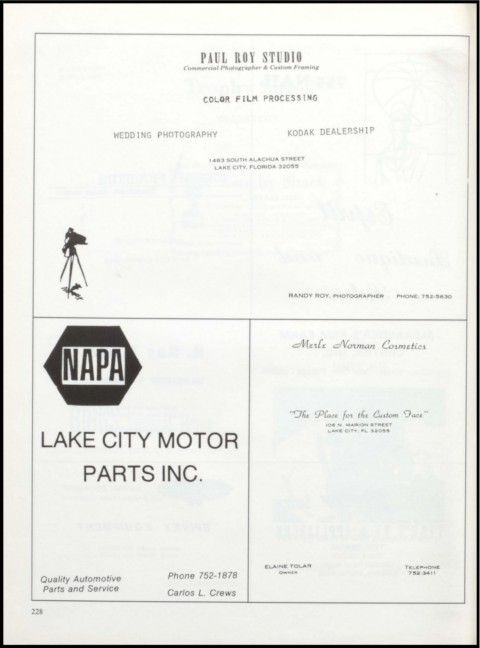 PAUL ROY STUDIO
Commercial Photographer & Custom Framing
COLOR FILM PROCESSING
WEDDING PHOTOGRAPHY
KODAK DEALERSHIP
1483 SOUTH ALACHUA STREET
LAKE CITY, FLORIDA 32055
RANDY ROY, PHOTOGRAPHER PHONE: 752-5630
NAPA
LAKE CITY MOTOR
PARTS INC.
Quality Automotive
Parts and Service
Phone 752-1878
Carlos L. Crews
Merle Norman Cosmetics
"The Place for the Custom Face"
106 N. MARION STREET
LAKE CITY, FL 32055
ELAINE TOLAR
OWNER
TELEPHONE
752-3411
228